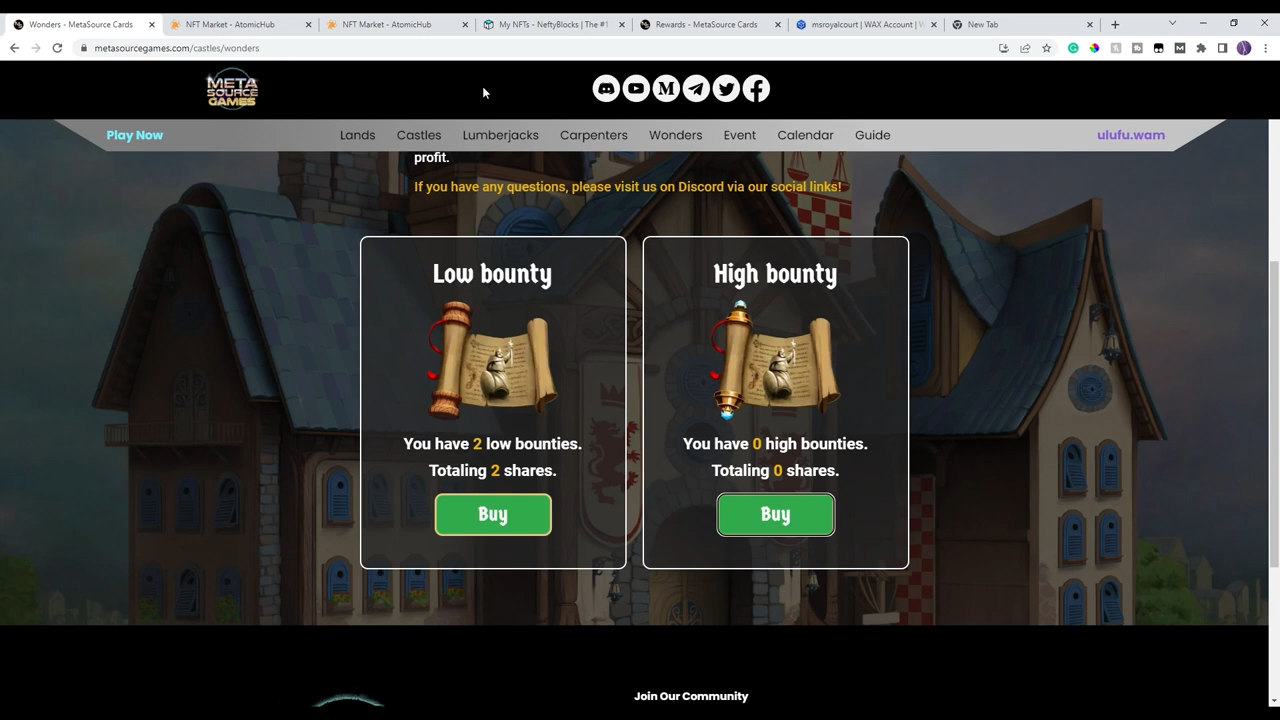 Wonders - MetaSource Cards
NFT Market - AtomicHub
NFT Market - AtomicHub
My NFTs - NeftyBlocks | The #1
Rewards - MetaSource Cards
msroyalcourt | WAX Account | W
New Tab
metasourcegames.com/castles/wonders
META
SOURCE
GAMES
Play Now
Lands
Castles
Lumberjacks
Carpenters
Wonders
Event
Calendar
Guide
ulufu.wam
profit.
If you have any questions, please visit us on Discord via our social links!
Low bounty
You have 2 low bounties.
Totaling 2 shares.
Buy
High bounty
You have 0 high bounties.
Totaling 0 shares.
Buy
Join Our Community